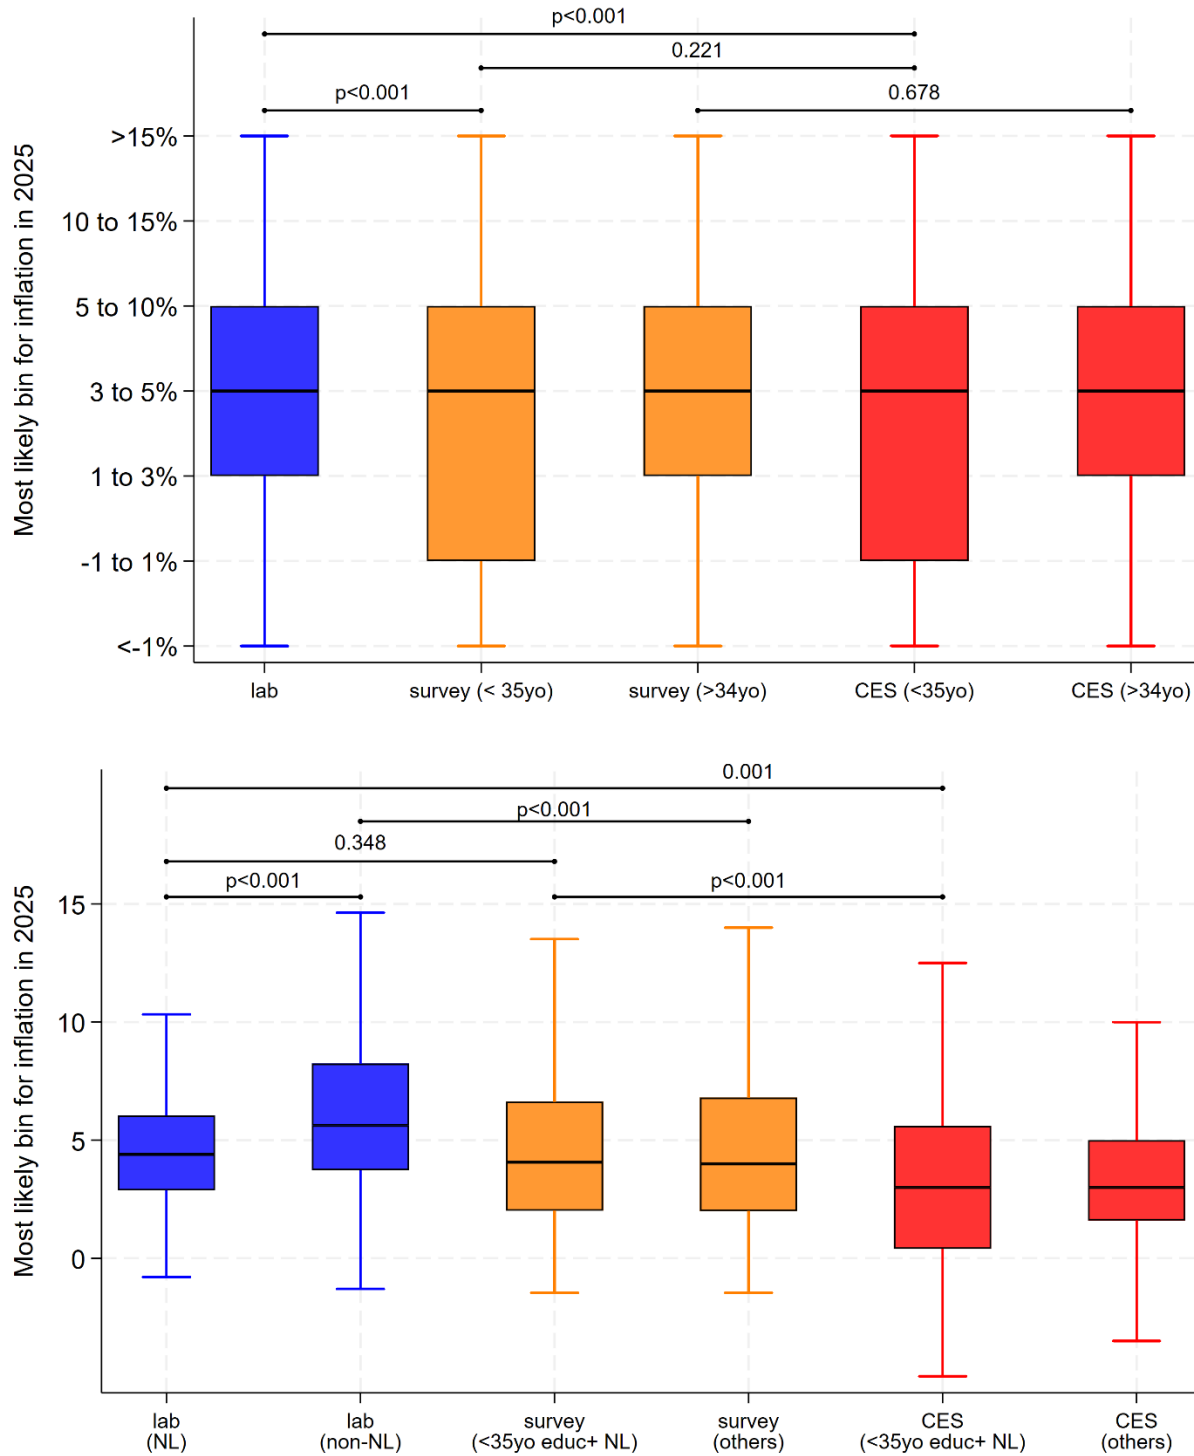 p<0.001
0.221
p<0.001
0.678
Most likely bin for inflation in 2025
>15%
10 to 15%
5 to 10%
3 to 5%
1 to 3%
-1 to 1%
<-1%
lab
survey (< 35yo)
survey (>34yo)
CES (<35yo)
CES (>34yo)
0.001
p<0.001
0.348
p<0.001
p<0.001
Most likely bin for inflation in 2025
15
10
5
0
lab
(NL)
lab
(non-NL)
survey
(<35yo educ+ NL)
survey
(others)
CES
(<35yo educ+ NL)
CES
(others)